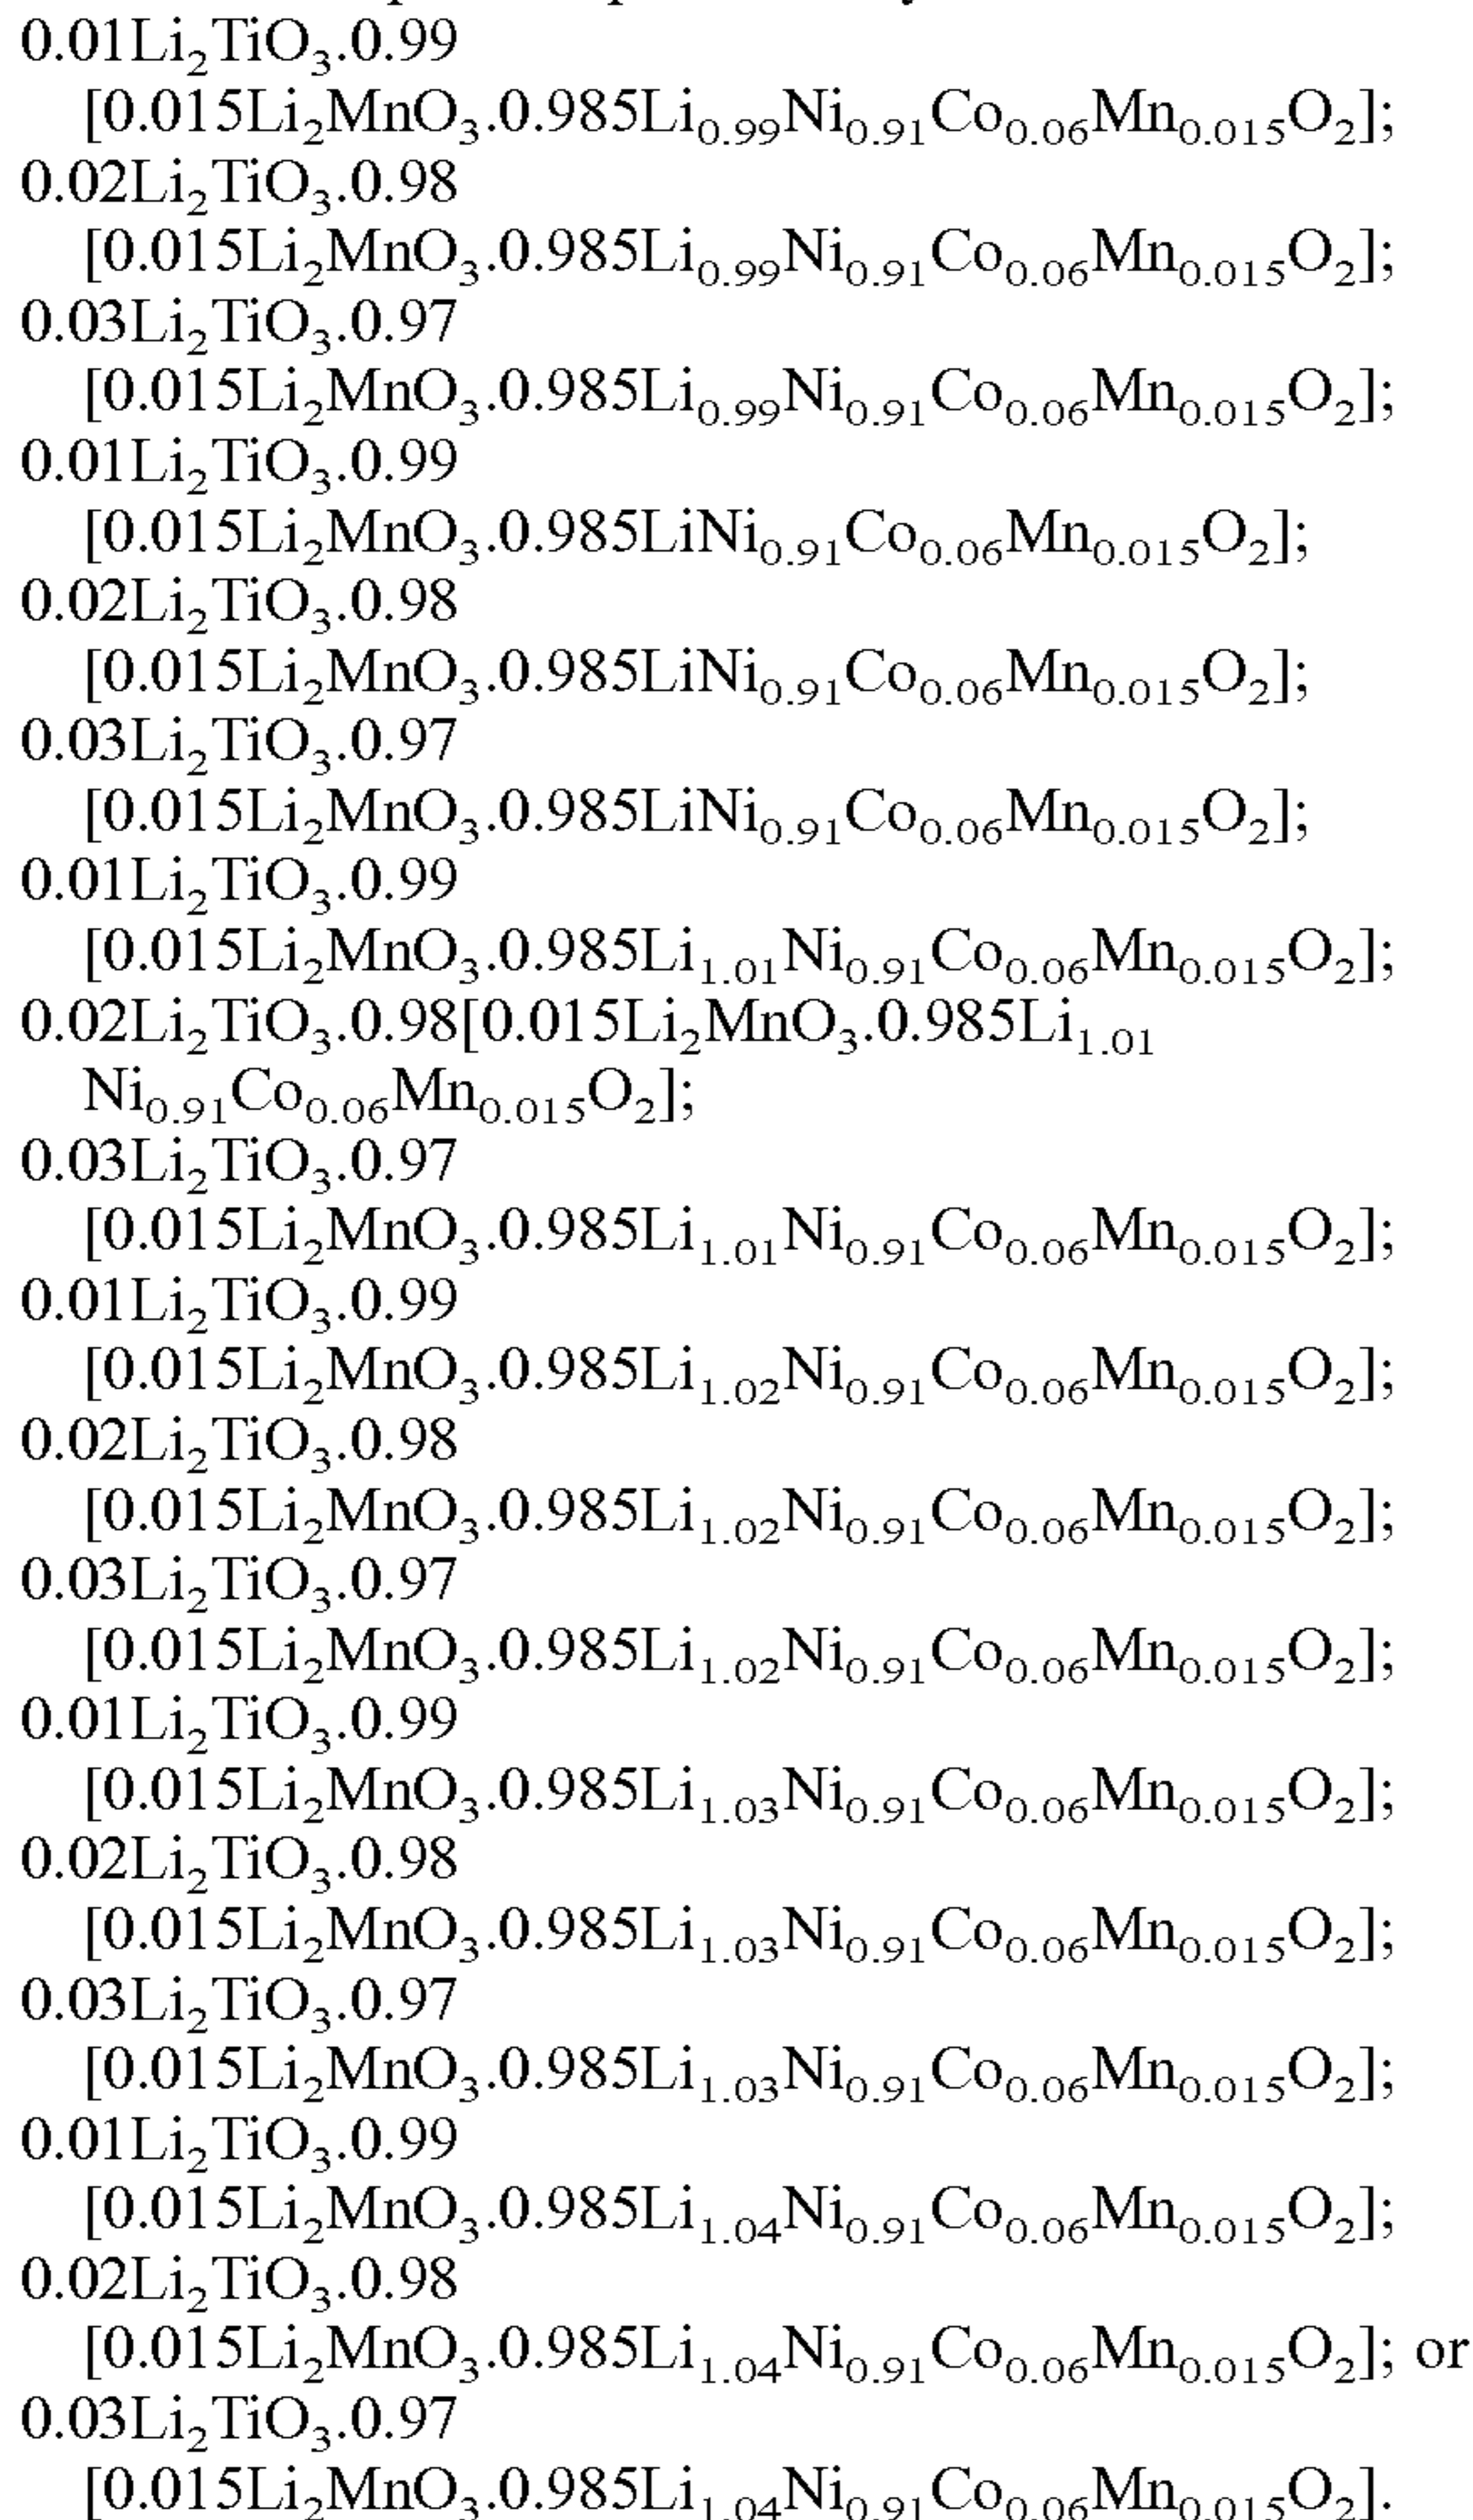 0.01Li₂TiO₃.0.99
[0.015Li₂MnO₃.0.985Li₀.₉₉Ni₀.₉₁Co₀.₀₆Mn₀.₀₁₅O₂];
0.02Li₂TiO₃.0.98
[0.015Li₂MnO₃.0.985Li₀.₉₉Ni₀.₉₁Co₀.₀₆Mn₀.₀₁₅O₂];
0.03Li₂TiO₃.0.97
[0.015Li₂MnO₃.0.985Li₀.₉₉Ni₀.₉₁Co₀.₀₆Mn₀.₀₁₅O₂];
0.01Li₂TiO₃.0.99
[0.015Li₂MnO₃.0.985LiNi₀.₉₁Co₀.₀₆Mn₀.₀₁₅O₂];
0.02Li₂TiO₃.0.98
[0.015Li₂MnO₃.0.985LiNi₀.₉₁Co₀.₀₆Mn₀.₀₁₅O₂];
0.03Li₂TiO₃.0.97
[0.015Li₂MnO₃.0.985LiNi₀.₉₁Co₀.₀₆Mn₀.₀₁₅O₂];
0.01Li₂TiO₃.0.99
[0.015Li₂MnO₃.0.985Li₁.₀₁Ni₀.₉₁Co₀.₀₆Mn₀.₀₁₅O₂];
0.02Li₂TiO₃.0.98[0.015Li₂MnO₃.0.985Li₁.₀₁
Ni₀.₉₁Co₀.₀₆Mn₀.₀₁₅O₂];
0.03Li₂TiO₃.0.97
[0.015Li₂MnO₃.0.985Li₁.₀₁Ni₀.₉₁Co₀.₀₆Mn₀.₀₁₅O₂];
0.01Li₂TiO₃.0.99
[0.015Li₂MnO₃.0.985Li₁.₀₂Ni₀.₉₁Co₀.₀₆Mn₀.₀₁₅O₂];
0.02Li₂TiO₃.0.98
[0.015Li₂MnO₃.0.985Li₁.₀₂Ni₀.₉₁Co₀.₀₆Mn₀.₀₁₅O₂];
0.03Li₂TiO₃.0.97
[0.015Li₂MnO₃.0.985Li₁.₀₂Ni₀.₉₁Co₀.₀₆Mn₀.₀₁₅O₂];
0.01Li₂TiO₃.0.99
[0.015Li₂MnO₃.0.985Li₁.₀₃Ni₀.₉₁Co₀.₀₆Mn₀.₀₁₅O₂];
0.02Li₂TiO₃.0.98
[0.015Li₂MnO₃.0.985Li₁.₀₃Ni₀.₉₁Co₀.₀₆Mn₀.₀₁₅O₂];
0.03Li₂TiO₃.0.97
[0.015Li₂MnO₃.0.985Li₁.₀₃Ni₀.₉₁Co₀.₀₆Mn₀.₀₁₅O₂];
0.01Li₂TiO₃.0.99
[0.015Li₂MnO₃.0.985Li₁.₀₄Ni₀.₉₁Co₀.₀₆Mn₀.₀₁₅O₂];
0.02Li₂TiO₃.0.98
[0.015Li₂MnO₃.0.985Li₁.₀₄Ni₀.₉₁Co₀.₀₆Mn₀.₀₁₅O₂]; or
0.03Li₂TiO₃.0.97
[0.015Li₂MnO₃.0.985Li₁.₀₄Ni₀.₉₁Co₀.₀₆Mn₀.₀₁₅O₂].